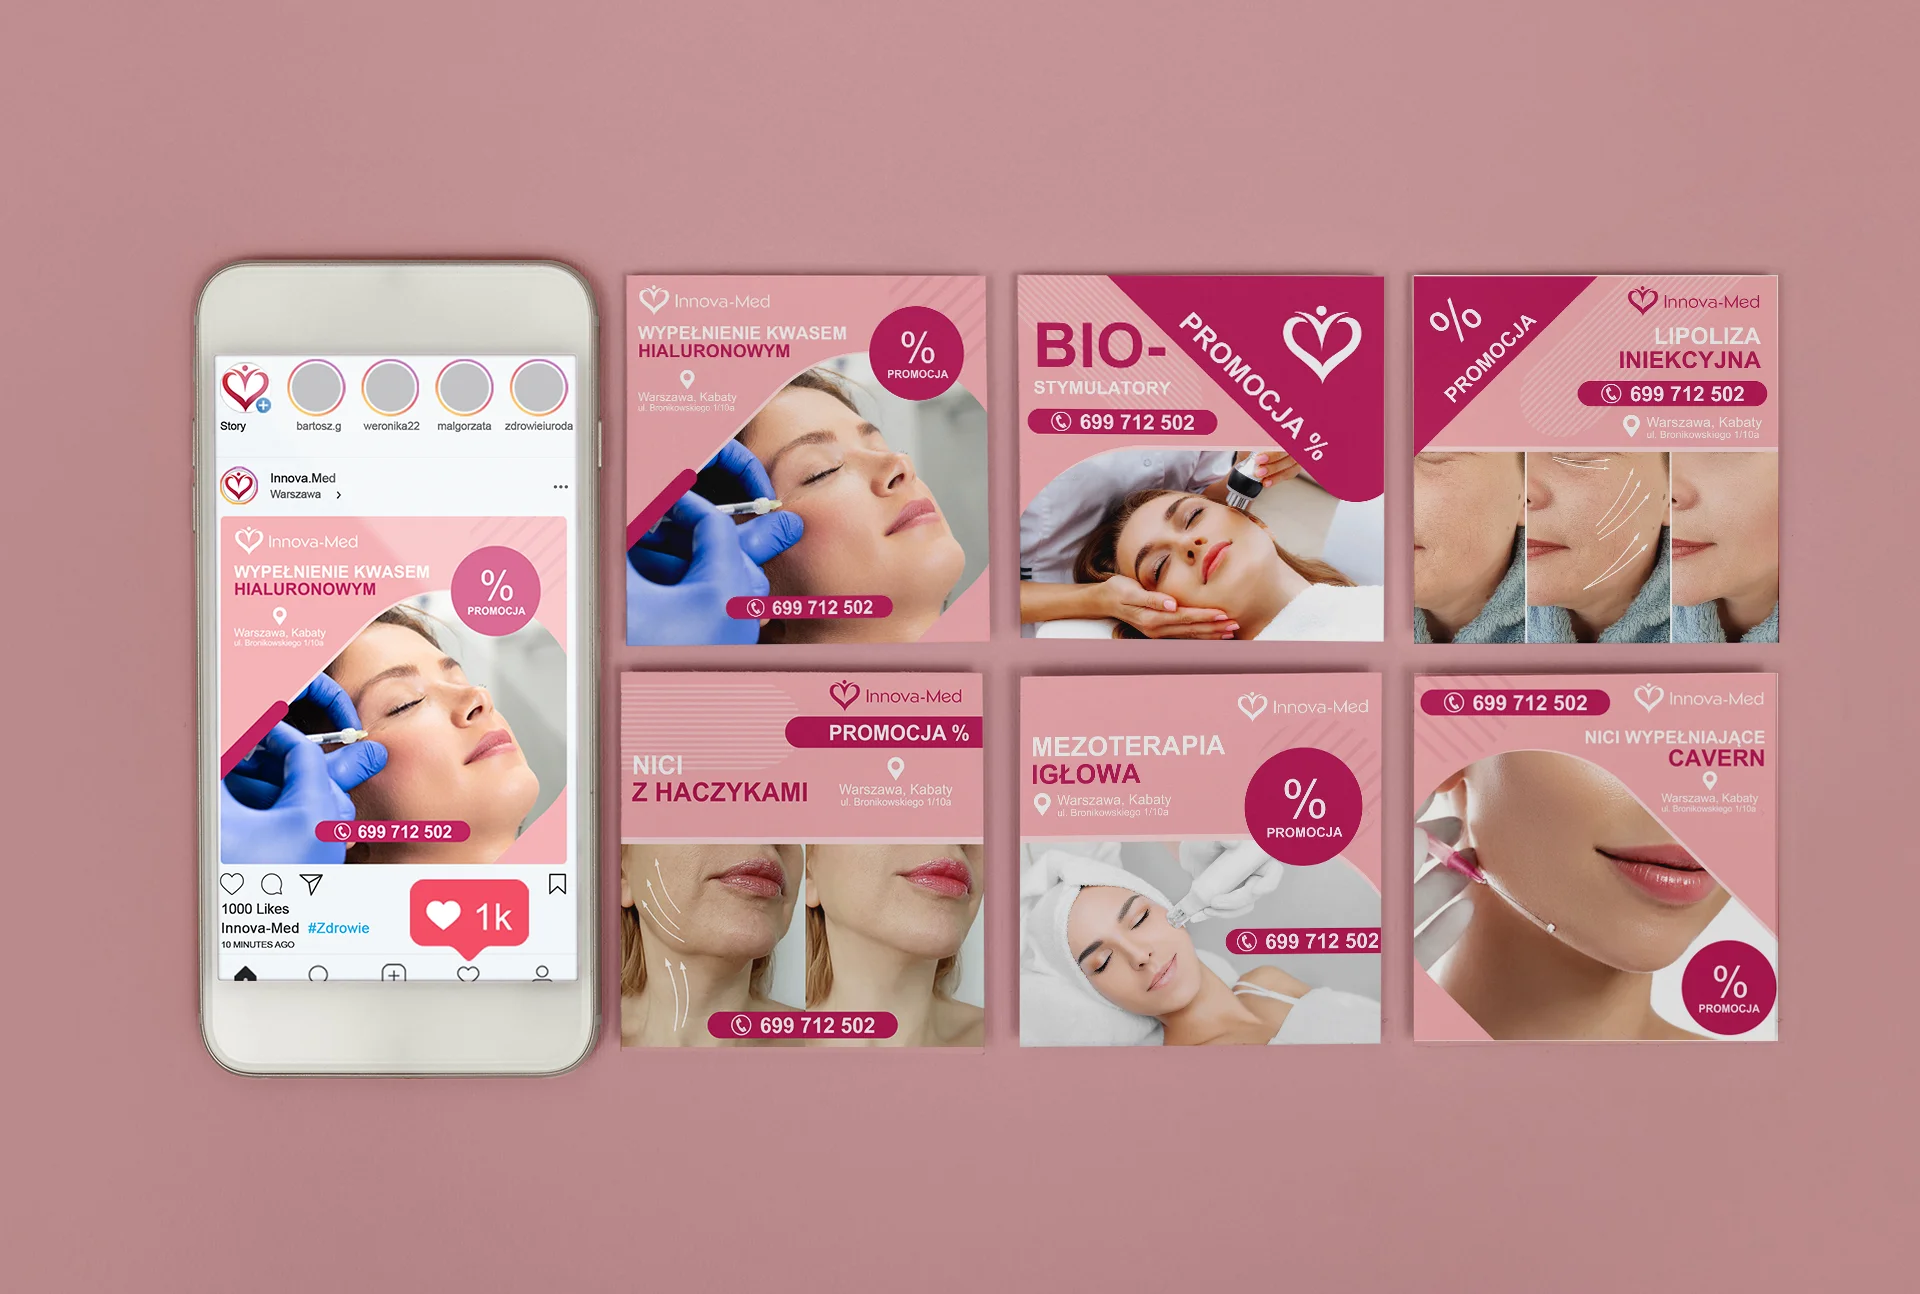 Story
bartosz.g
weronika22
malgorzata
zdrowieiuroda
Innova.Med
Warszawa
Innova-Med
WYPEŁNIENIE KWASEM
HIALURONOWYM
%
PROMOCJA
Warszawa, Kabaty
ul. Bronikowskiego 1/10a
699 712 502
1000 Likes
Innova-Med #Zdrowie
10 MINUTES AGO
1k
Innova-Med
WYPEŁNIENIE KWASEM
HIALURONOWYM
%
PROMOCJA
Warszawa, Kabaty
ul. Bronikowskiego 1/10a
699 712 502
BIO-
STYMULATORY
699 712 502
PROMOCJA %
%
PROMOCJA
Innova-Med
LIPOLIZA
INIEKCYJNA
699 712 502
Warszawa, Kabaty
ul. Bronikowskiego 1/10a
Innova-Med
PROMOCJA %
NICI
Z HACZYKAMI
Warszawa, Kabaty
ul. Bronikowskiego 1/10a
699 712 502
Innova-Med
MEZOTERAPIA
IGŁOWA
Warszawa, Kabaty
ul. Bronikowskiego 1/10a
%
PROMOCJA
699 712 502
699 712 502
Innova-Med
NICI WYPEŁNIAJĄCE
CAVERN
Warszawa, Kabaty
ul. Bronikowskiego 1/10a
%
PROMOCJA